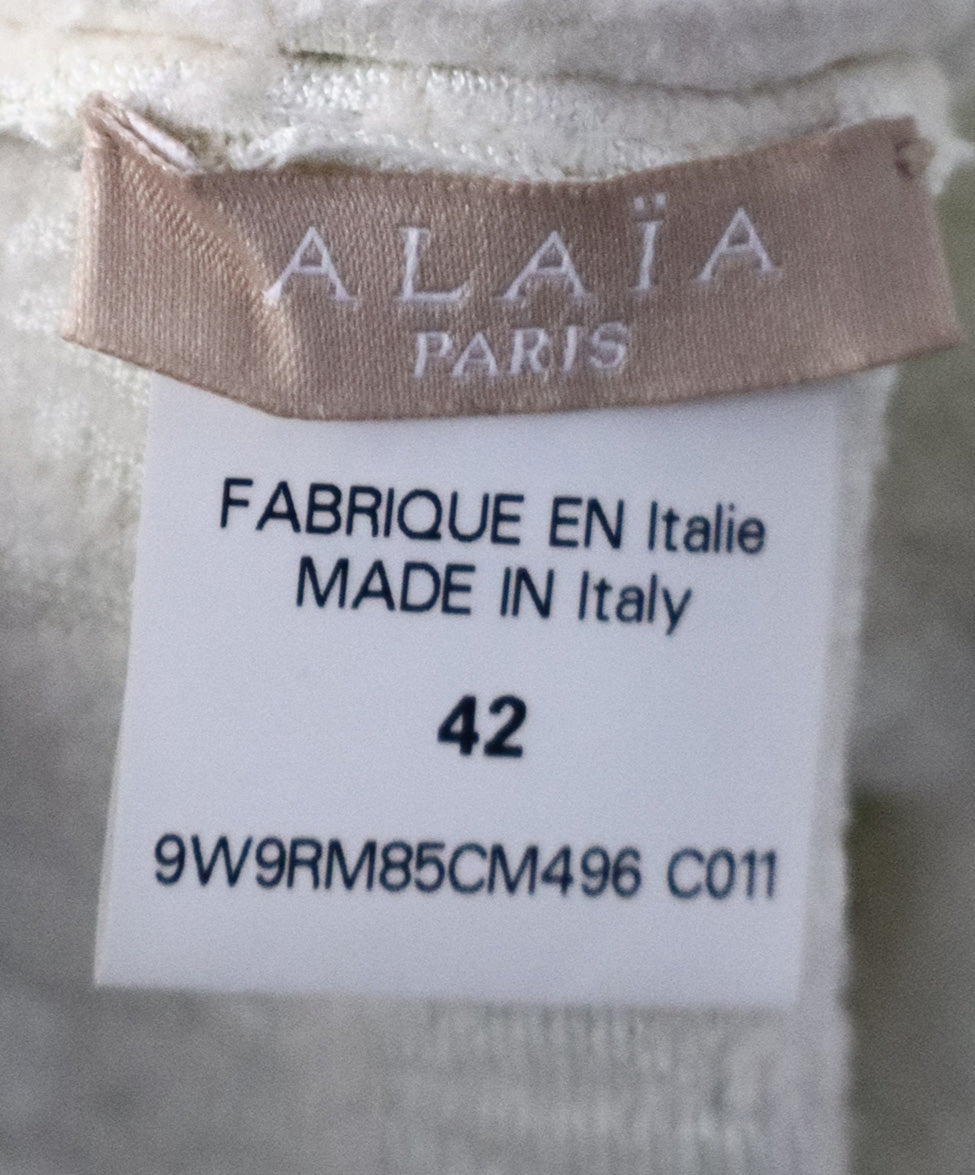 ALAÏA
PARIS
FABRIQUE EN Italie
MADE IN Italy
42
9W9RM85CM496 C011